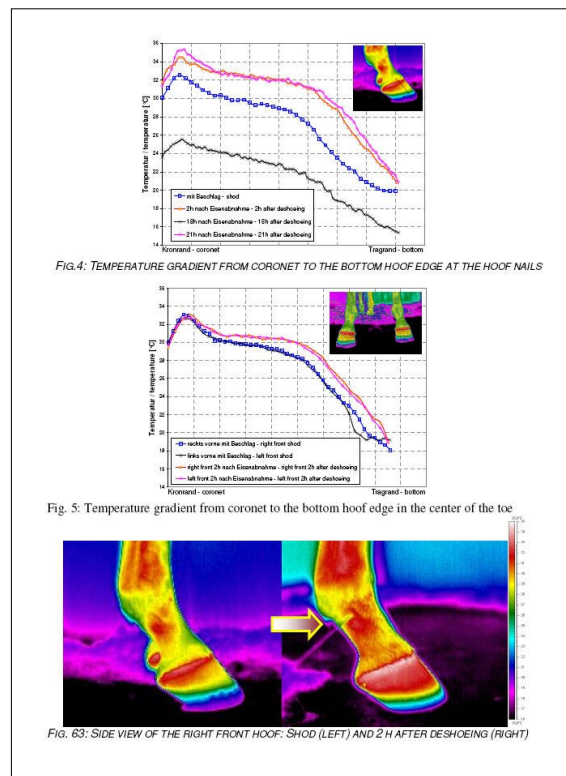 36
34
32
30
28
26
24
22
20
18
16
14
Temperatur / temperature [°C]
mit Beschlag - shod
2h nach Eisenabnahme - 2h after deshoeing
18h nach Eisenabnahme - 18h after deshoeing
21h nach Eisenabnahme - 21h after deshoeing
Kronrand - coronet Tragrand - bottom
FIG.4: TEMPERATURE GRADIENT FROM CORONET TO THE BOTTOM HOOF EDGE AT THE HOOF NAILS
36
34
32
30
28
26
24
22
20
18
16
14
Temperatur / temperature [°C]
rechts vorne mit Beschlag - right front shod
links vorne mit Beschlag - left front shod
right front 2h nach Eisenabnahme - right front 2h after deshoeing
left front 2h nach Eisenabnahme - left front 2h after deshoeing
Kronrand - coronet Tragrand - bottom
Fig. 5: Temperature gradient from coronet to the bottom hoof edge in the center of the toe
FIG. 63: SIDE VIEW OF THE RIGHT FRONT HOOF: SHOD (LEFT) AND 2 H AFTER DESHOEING (RIGHT)